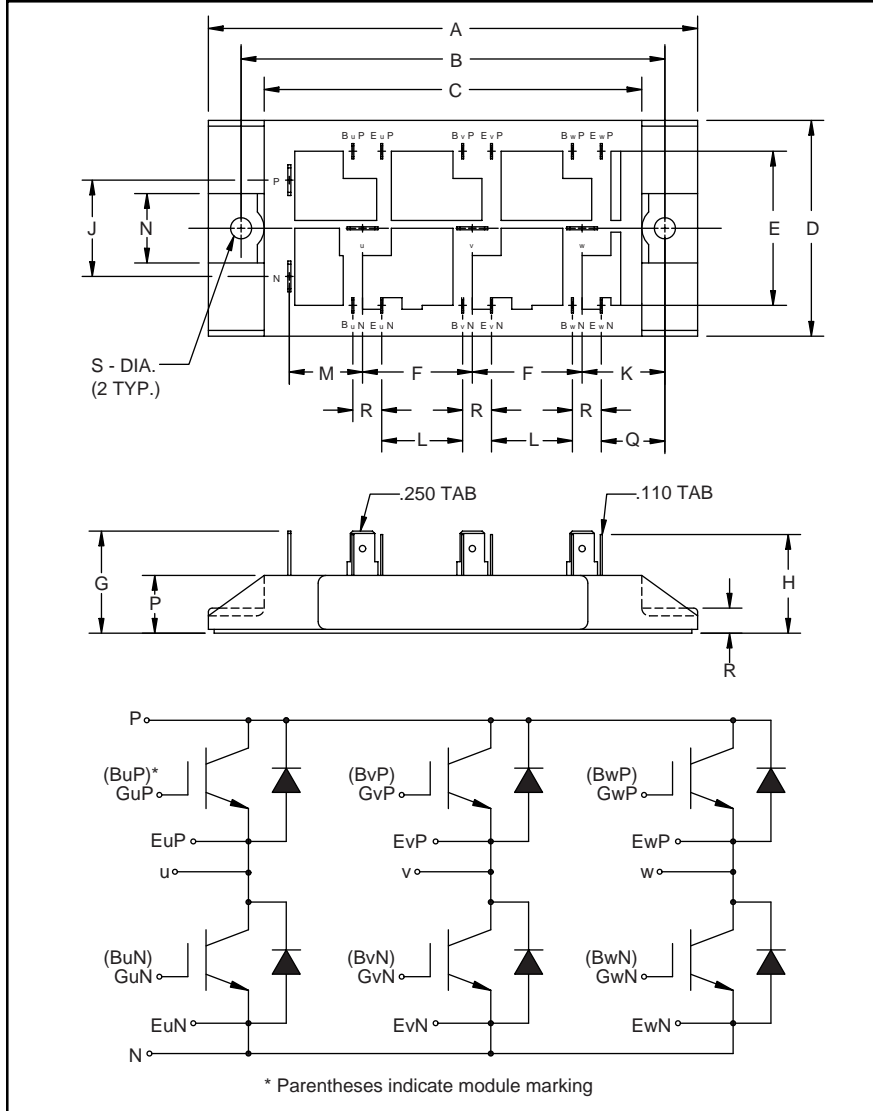 A
B
C
BuP EuP BvP EvP BwP EwP
P
J N E D
u v w
N
BuN EuN BvN EvN BwN EwN
S - DIA.
(2 TYP.)
M F F K
R R R
L L Q
.250 TAB .110 TAB
G P H
R
P
(BuP)* (BvP) (BwP)
GuP GvP GwP
EuP EvP EwP
u v w
(BuN) (BvN) (BwN)
GuN GvN GwN
EuN EvN EwN
N
* Parentheses indicate module marking